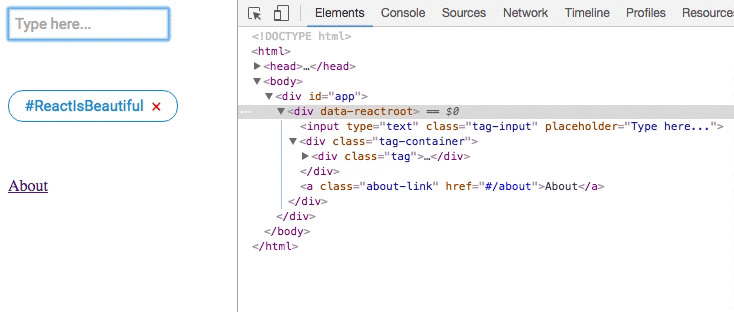 Type here...
#ReactIsBeautiful ×
About
Elements Console Sources Network Timeline Profiles Resources
<!DOCTYPE html>
<html>
▶<head>…</head>
▼<body>
▼<div id="app">
… ▼<div data-reactroot> == $0
<input type="text" class="tag-input" placeholder="Type here...">
▼<div class="tag-container">
▶<div class="tag">…</div>
</div>
<a class="about-link" href="#/about">About</a>
</div>
</div>
</body>
</html>